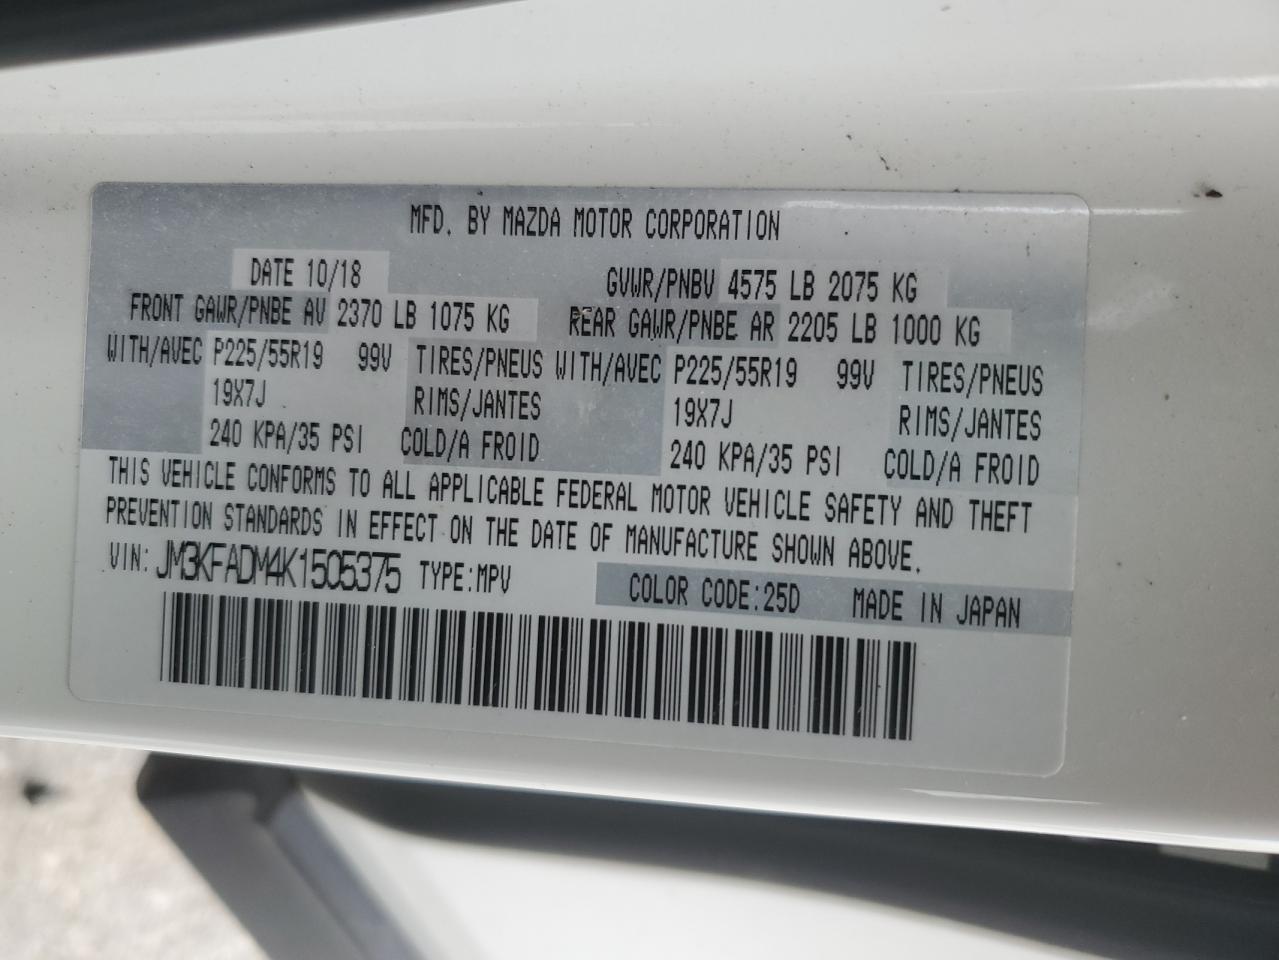 MFD. BY MAZDA MOTOR CORPORATION
DATE 10/18 GVWR/PNBV 4575 LB 2075 KG
FRONT GAWR/PNBE AV 2370 LB 1075 KG REAR GAWR/PNBE AR 2205 LB 1000 KG
WITH/AVEC P225/55R19 99V TIRES/PNEUS WITH/AVEC P225/55R19 99V TIRES/PNEUS
19X7J RIMS/JANTES 19X7J RIMS/JANTES
240 KPA/35 PSI COLD/A FROID 240 KPA/35 PSI COLD/A FROID
THIS VEHICLE CONFORMS TO ALL APPLICABLE FEDERAL MOTOR VEHICLE SAFETY AND THEFT
PREVENTION STANDARDS IN EFFECT ON THE DATE OF MANUFACTURE SHOWN ABOVE.
VIN: JM3KFADM4K1505375 TYPE:MPV COLOR CODE:25D MADE IN JAPAN